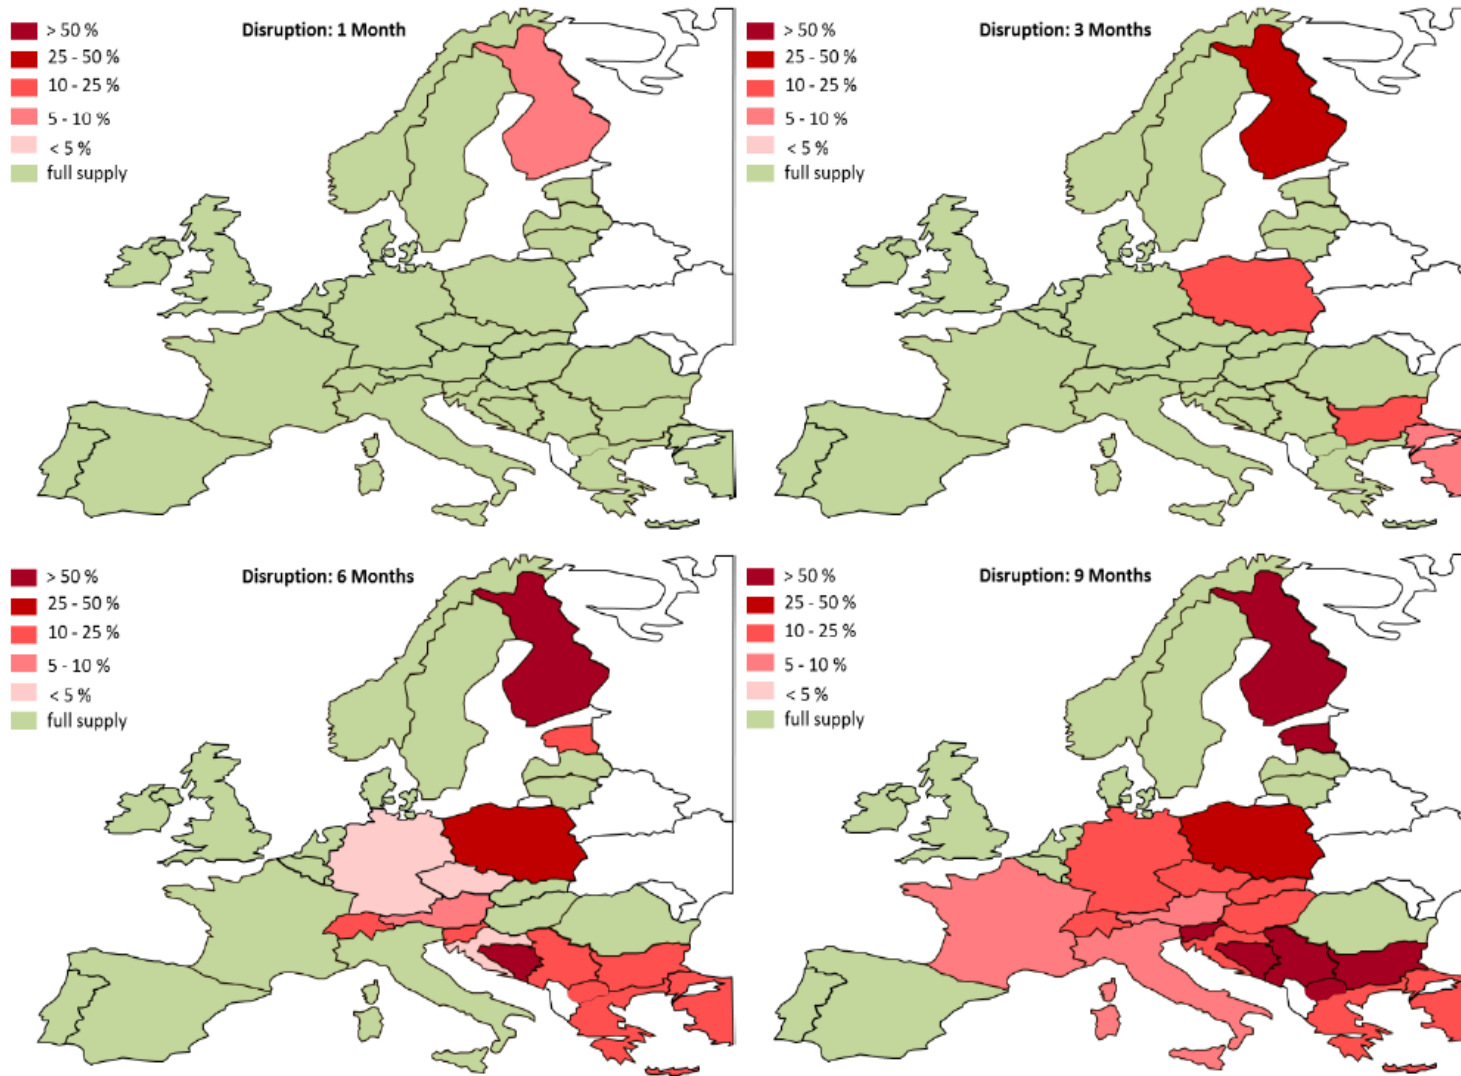 Disruption: 1 Month
> 50 %
25 - 50 %
10 - 25 %
5 - 10 %
< 5 %
full supply
Disruption: 3 Months
> 50 %
25 - 50 %
10 - 25 %
5 - 10 %
< 5 %
full supply
Disruption: 6 Months
> 50 %
25 - 50 %
10 - 25 %
5 - 10 %
< 5 %
full supply
Disruption: 9 Months
> 50 %
25 - 50 %
10 - 25 %
5 - 10 %
< 5 %
full supply